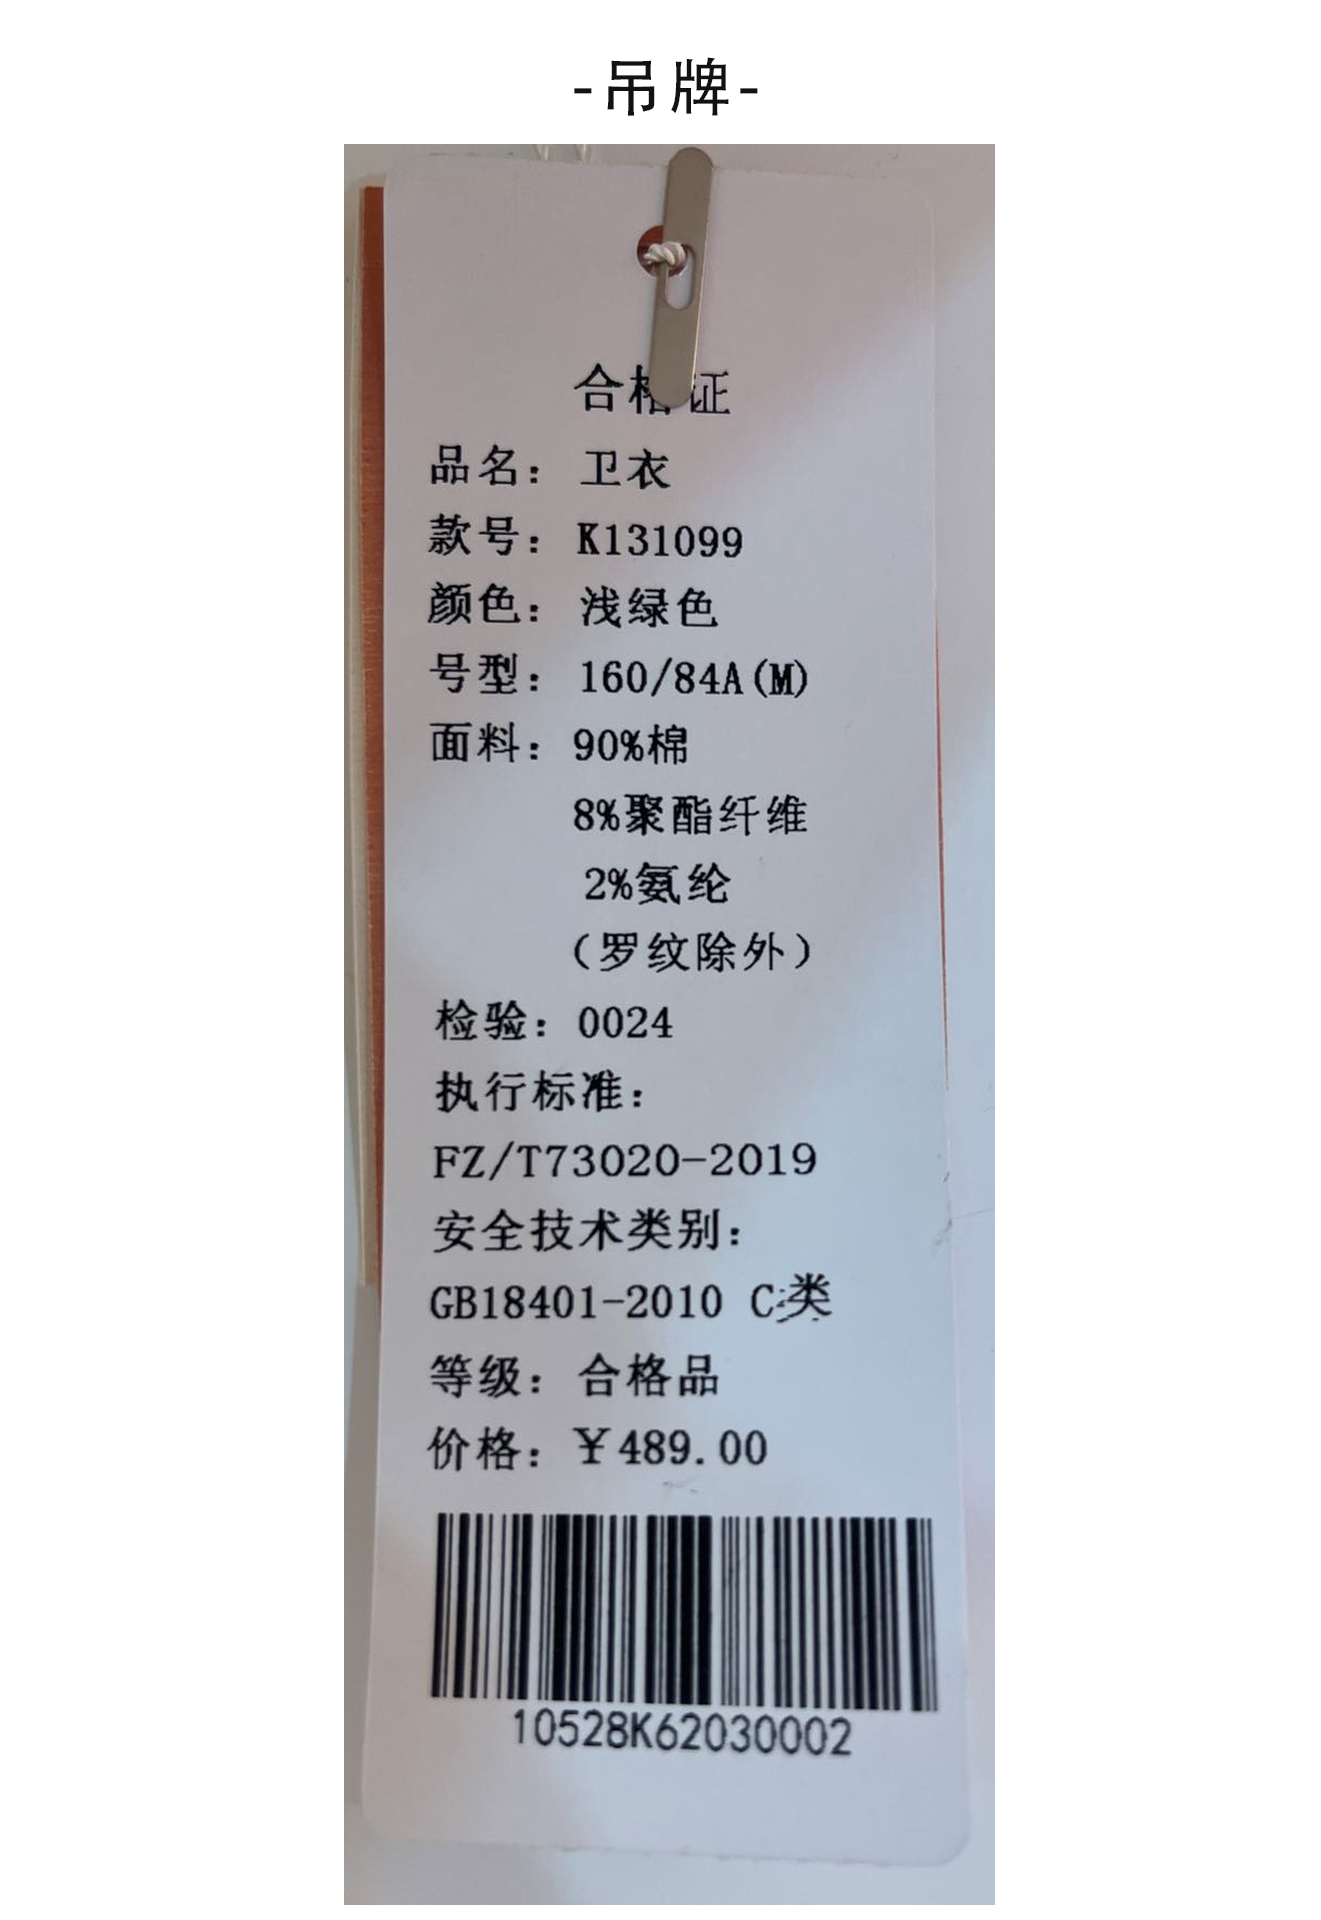 -吊牌-
合格证
品名：卫衣
款号：K131099
颜色：浅绿色
号型：160/84A(M)
面料：90%棉
8%聚酯纤维
2%氨纶
（罗纹除外）
检验：0024
执行标准：
FZ/T73020-2019
安全技术类别：
GB18401-2010 C类
等级：合格品
价格：￥489.00
10528K62030002